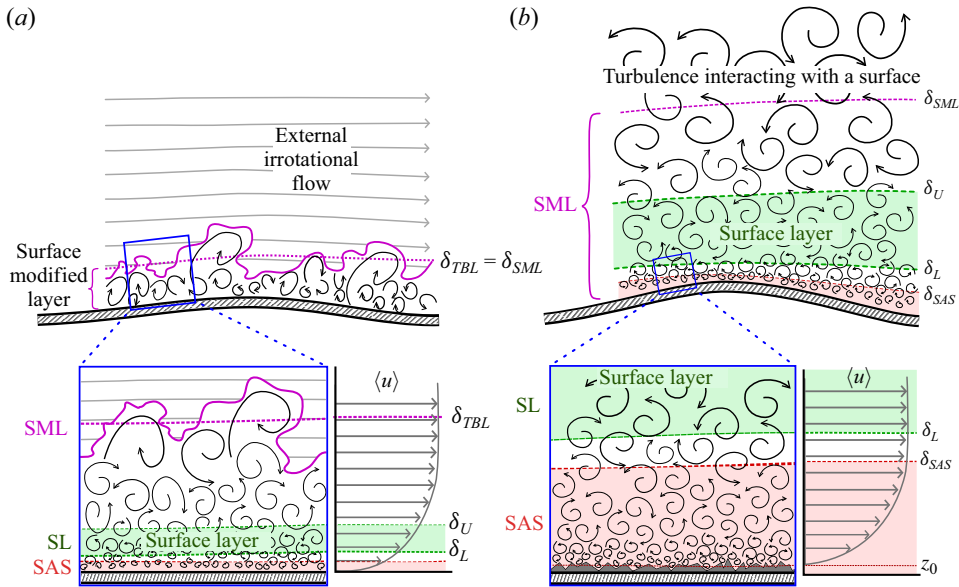 (a)
External
irrotational
flow
Surface
modified
layer
δ_TBL = δ_SML
SML
⟨u⟩
δ_TBL
δ_U
SL
Surface layer
δ_L
SAS
(b)
Turbulence interacting with a surface
δ_SML
SML
δ_U
Surface layer
δ_L
δ_SAS
Surface layer
⟨u⟩
SL
δ_L
δ_SAS
SAS
z_0